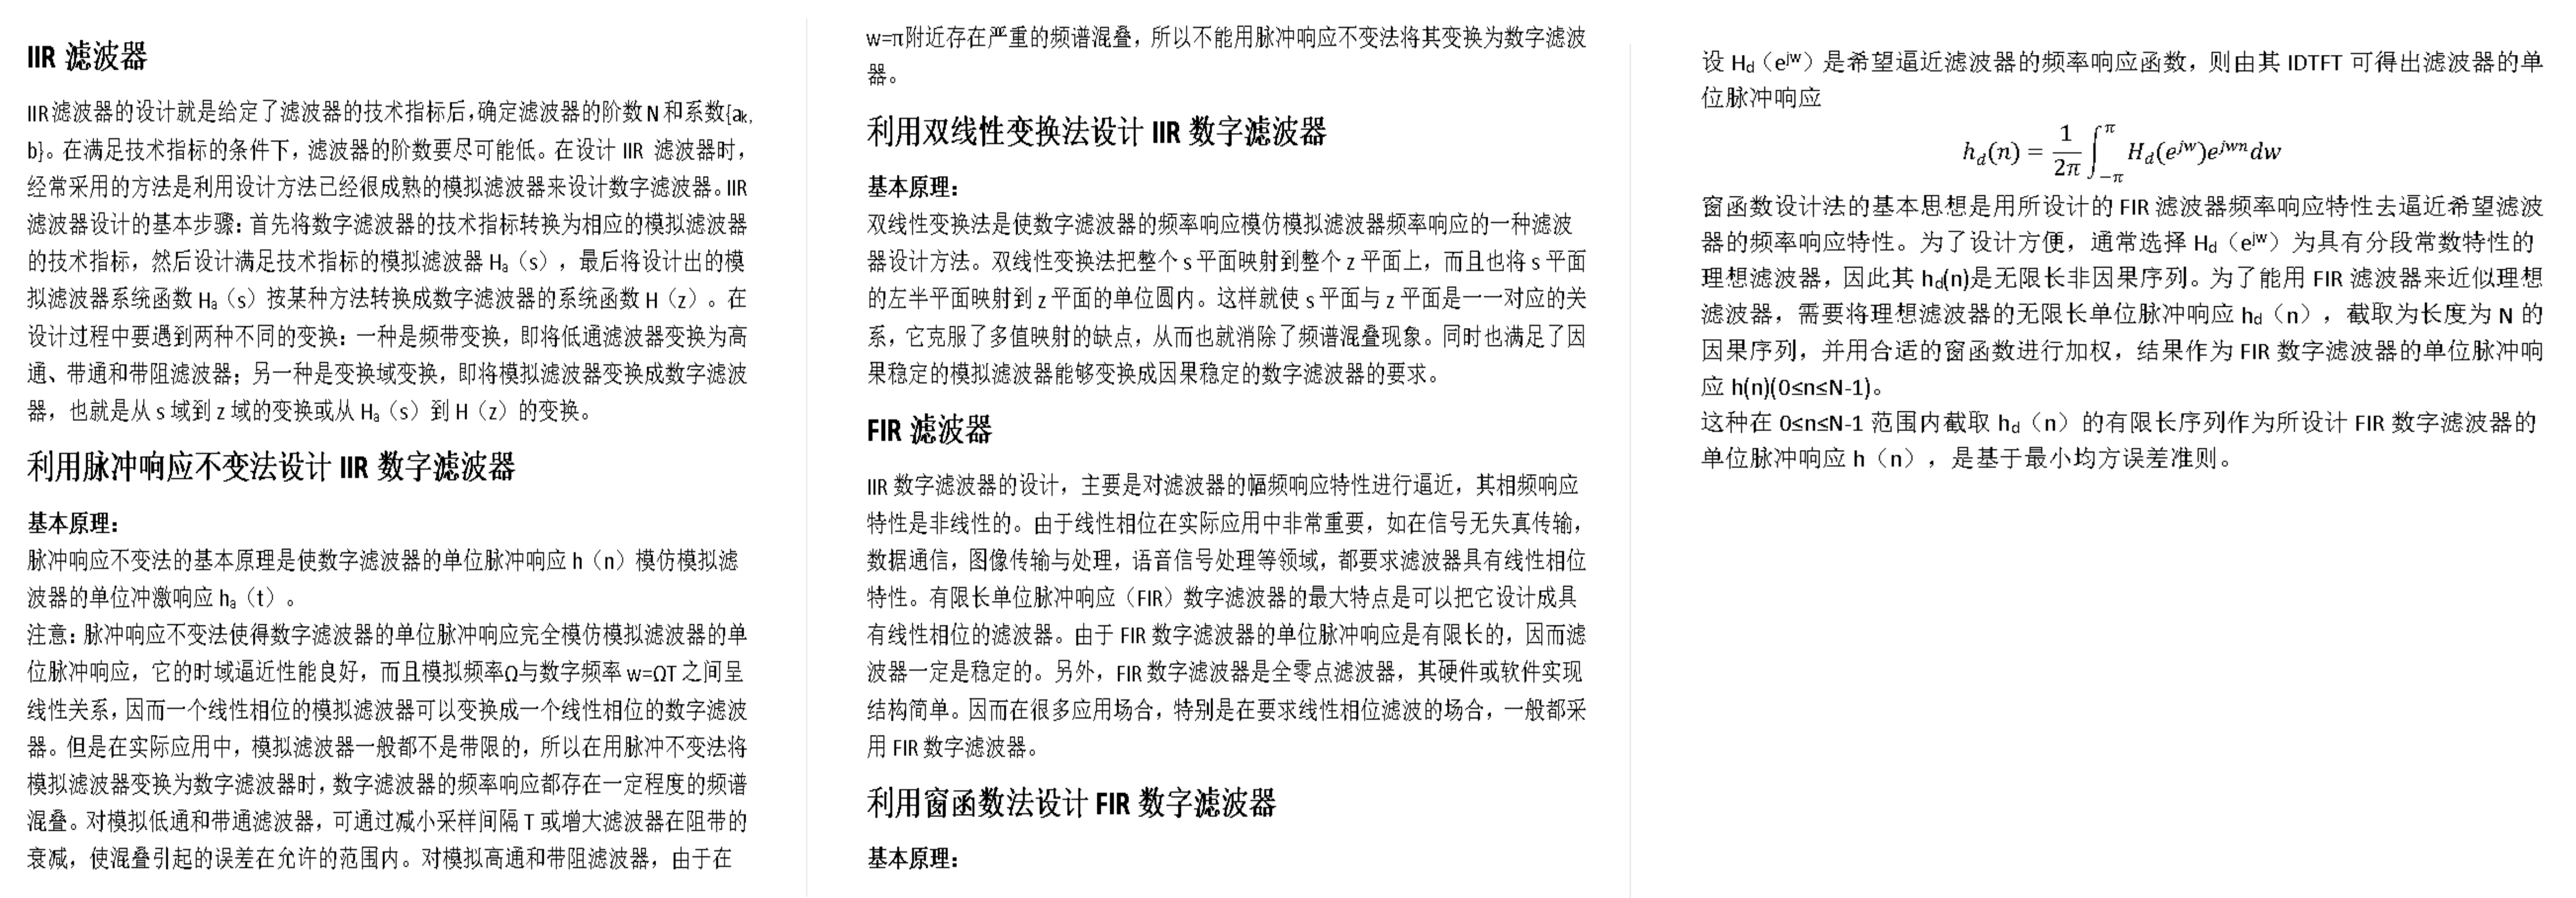 IIR 滤波器
IIR滤波器的设计就是给定了滤波器的技术指标后,确定滤波器的阶数 N 和系数{aₖ,
b}。在满足技术指标的条件下，滤波器的阶数要尽可能低。在设计 IIR 滤波器时，
经常采用的方法是利用设计方法已经很成熟的模拟滤波器来设计数字滤波器。IIR
滤波器设计的基本步骤：首先将数字滤波器的技术指标转换为相应的模拟滤波器
的技术指标，然后设计满足技术指标的模拟滤波器 Hₐ（s），最后将设计出的模
拟滤波器系统函数 Hₐ（s）按某种方法转换成数字滤波器的系统函数 H（z）。在
设计过程中要遇到两种不同的变换：一种是频带变换，即将低通滤波器变换为高
通、带通和带阻滤波器；另一种是变换域变换，即将模拟滤波器变换成数字滤波
器，也就是从 s 域到 z 域的变换或从 Hₐ（s）到 H（z）的变换。
利用脉冲响应不变法设计 IIR 数字滤波器
基本原理：
脉冲响应不变法的基本原理是使数字滤波器的单位脉冲响应 h（n）模仿模拟滤
波器的单位冲激响应 hₐ（t）。
注意：脉冲响应不变法使得数字滤波器的单位脉冲响应完全模仿模拟滤波器的单
位脉冲响应，它的时域逼近性能良好，而且模拟频率Ω与数字频率 w=ΩT 之间呈
线性关系，因而一个线性相位的模拟滤波器可以变换成一个线性相位的数字滤波
器。但是在实际应用中，模拟滤波器一般都不是带限的，所以在用脉冲不变法将
模拟滤波器变换为数字滤波器时，数字滤波器的频率响应都存在一定程度的频谱
混叠。对模拟低通和带通滤波器，可通过减小采样间隔 T 或增大滤波器在阻带的
衰减，使混叠引起的误差在允许的范围内。对模拟高通和带阻滤波器，由于在
w=π附近存在严重的频谱混叠，所以不能用脉冲响应不变法将其变换为数字滤波
器。
利用双线性变换法设计 IIR 数字滤波器
基本原理：
双线性变换法是使数字滤波器的频率响应模仿模拟滤波器频率响应的一种滤波
器设计方法。双线性变换法把整个 s 平面映射到整个 z 平面上，而且也将 s 平面
的左半平面映射到 z 平面的单位圆内。这样就使 s 平面与 z 平面是一一对应的关
系，它克服了多值映射的缺点，从而也就消除了频谱混叠现象。同时也满足了因
果稳定的模拟滤波器能够变换成因果稳定的数字滤波器的要求。
FIR 滤波器
IIR 数字滤波器的设计，主要是对滤波器的幅频响应特性进行逼近，其相频响应
特性是非线性的。由于线性相位在实际应用中非常重要，如在信号无失真传输，
数据通信，图像传输与处理，语音信号处理等领域，都要求滤波器具有线性相位
特性。有限长单位脉冲响应（FIR）数字滤波器的最大特点是可以把它设计成具
有线性相位的滤波器。由于 FIR 数字滤波器的单位脉冲响应是有限长的，因而滤
波器一定是稳定的。另外，FIR 数字滤波器是全零点滤波器，其硬件或软件实现
结构简单。因而在很多应用场合，特别是在要求线性相位滤波的场合，一般都采
用 FIR 数字滤波器。
利用窗函数法设计 FIR 数字滤波器
基本原理：
设 H_d（e^{jw}）是希望逼近滤波器的频率响应函数，则由其 IDTFT 可得出滤波器的单
位脉冲响应
h_d(n) = \frac{1}{2π} ∫_{-π}^{π} H_d(e^{jw})e^{jwn}dw
窗函数设计法的基本思想是用所设计的 FIR 滤波器频率响应特性去逼近希望滤波
器的频率响应特性。为了设计方便，通常选择 H_d（e^{jw}）为具有分段常数特性的
理想滤波器，因此其 h_d(n)是无限长非因果序列。为了能用 FIR 滤波器来近似理想
滤波器，需要将理想滤波器的无限长单位脉冲响应 h_d（n），截取为长度为 N 的
因果序列，并用合适的窗函数进行加权，结果作为 FIR 数字滤波器的单位脉冲响
应 h(n)(0≤n≤N-1)。
这种在 0≤n≤N-1 范围内截取 h_d（n）的有限长序列作为所设计 FIR 数字滤波器的
单位脉冲响应 h（n），是基于最小均方误差准则。